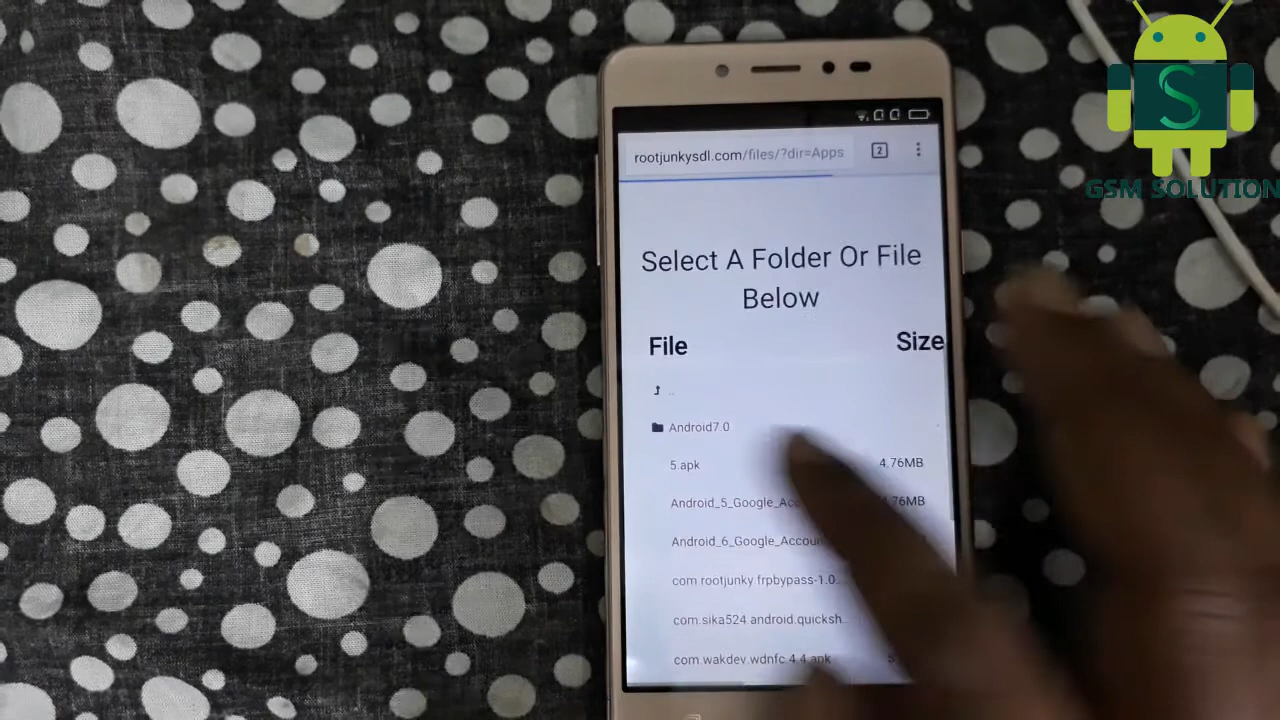 GSM SOLUTION
rootjunkysdl.com/files/?dir=Apps
2
Select A Folder Or File
Below
File Size
..
Android7.0
5.apk 4.76MB
Android_5_Google_Acc 4.76MB
Android_6_Google_Accoun
com rootjunky frpbypass-1.0...
com.sika524 android.quicksh..
com.wakdev.wdnfc.4.4.apk